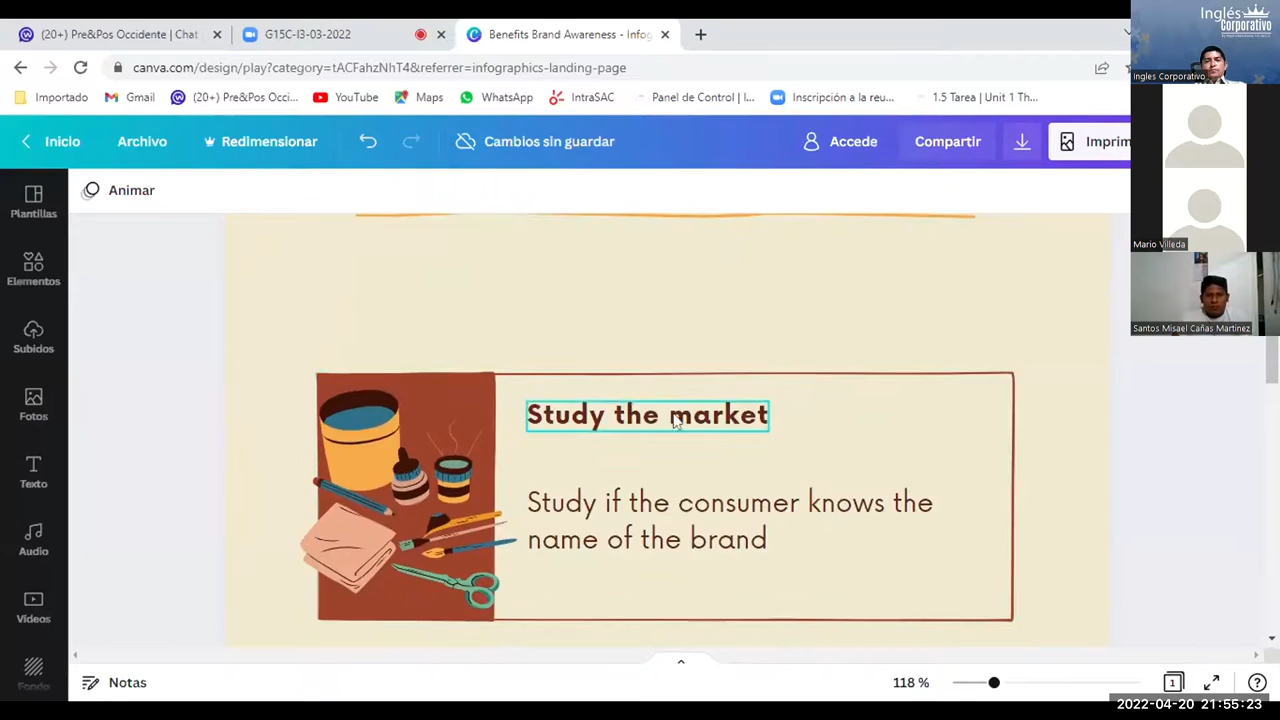 (20+) Pre&Pos Occidente | Chat
G15C-I3-03-2022
Benefits Brand Awareness - Infog
canva.com/design/play?category=tACFahzNhT4&referrer=infographics-landing-page
Importado
Gmail
(20+) Pre&Pos Occi...
YouTube
Maps
WhatsApp
IntraSAC
Panel de Control | I...
Inscripción a la reu...
1.5 Tarea | Unit 1 Th...
Inicio
Archivo
Redimensionar
Cambios sin guardar
Accede
Compartir
Imprim
Plantillas
Elementos
Subidos
Fotos
Texto
Audio
Videos
Fondo
Animar
Study the market
Study if the consumer knows the
name of the brand
Notas
118 %
1
Inglés
Corporativo
Ingles Corporativo
Mario Villeda
Santos Misael Cañas Martinez
2022-04-20 21:55:23